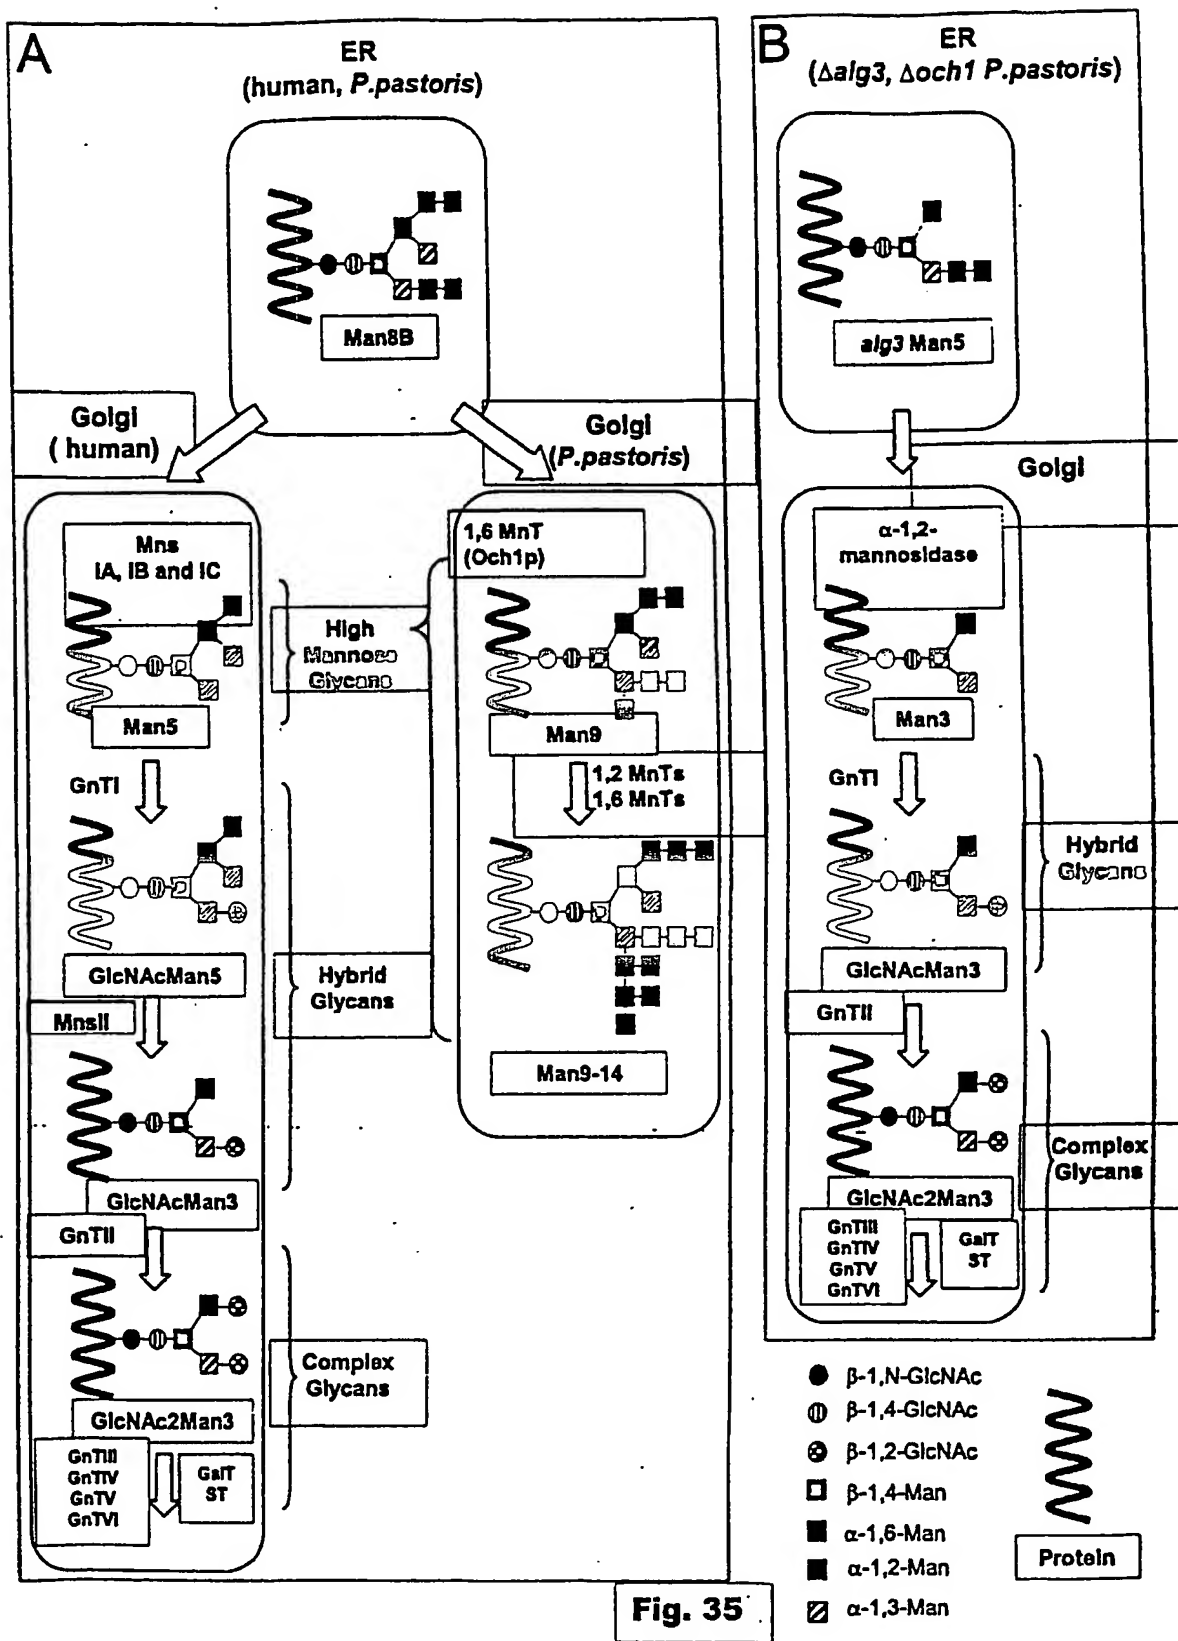 A
ER
(human, P.pastoris)
Man8B
Golgi
( human)
Golgi
(P.pastoris)
Mns
IA, IB and IC
Man5
GnTI
GlcNAcMan5
MnsII
GlcNAcMan3
GnTII
GlcNAc2Man3
GnTIII
GnTIV
GnTV
GnTVI
GalT
ST
High
Mannose
Glycans
Hybrid
Glycans
Complex
Glycans
1,6 MnT
(Och1p)
Man9
1,2 MnTs
1,6 MnTs
Man9-14
B
ER
(Δalg3, Δoch1 P.pastoris)
alg3 Man5
Golgi
α-1,2-
mannosidase
Man3
GnTI
GlcNAcMan3
GnTII
GlcNAc2Man3
GnTIII
GnTIV
GnTV
GnTVI
GalT
ST
Hybrid
Glycans
Complex
Glycans
β-1,N-GlcNAc
β-1,4-GlcNAc
β-1,2-GlcNAc
β-1,4-Man
α-1,6-Man
α-1,2-Man
α-1,3-Man
Protein
Fig. 35